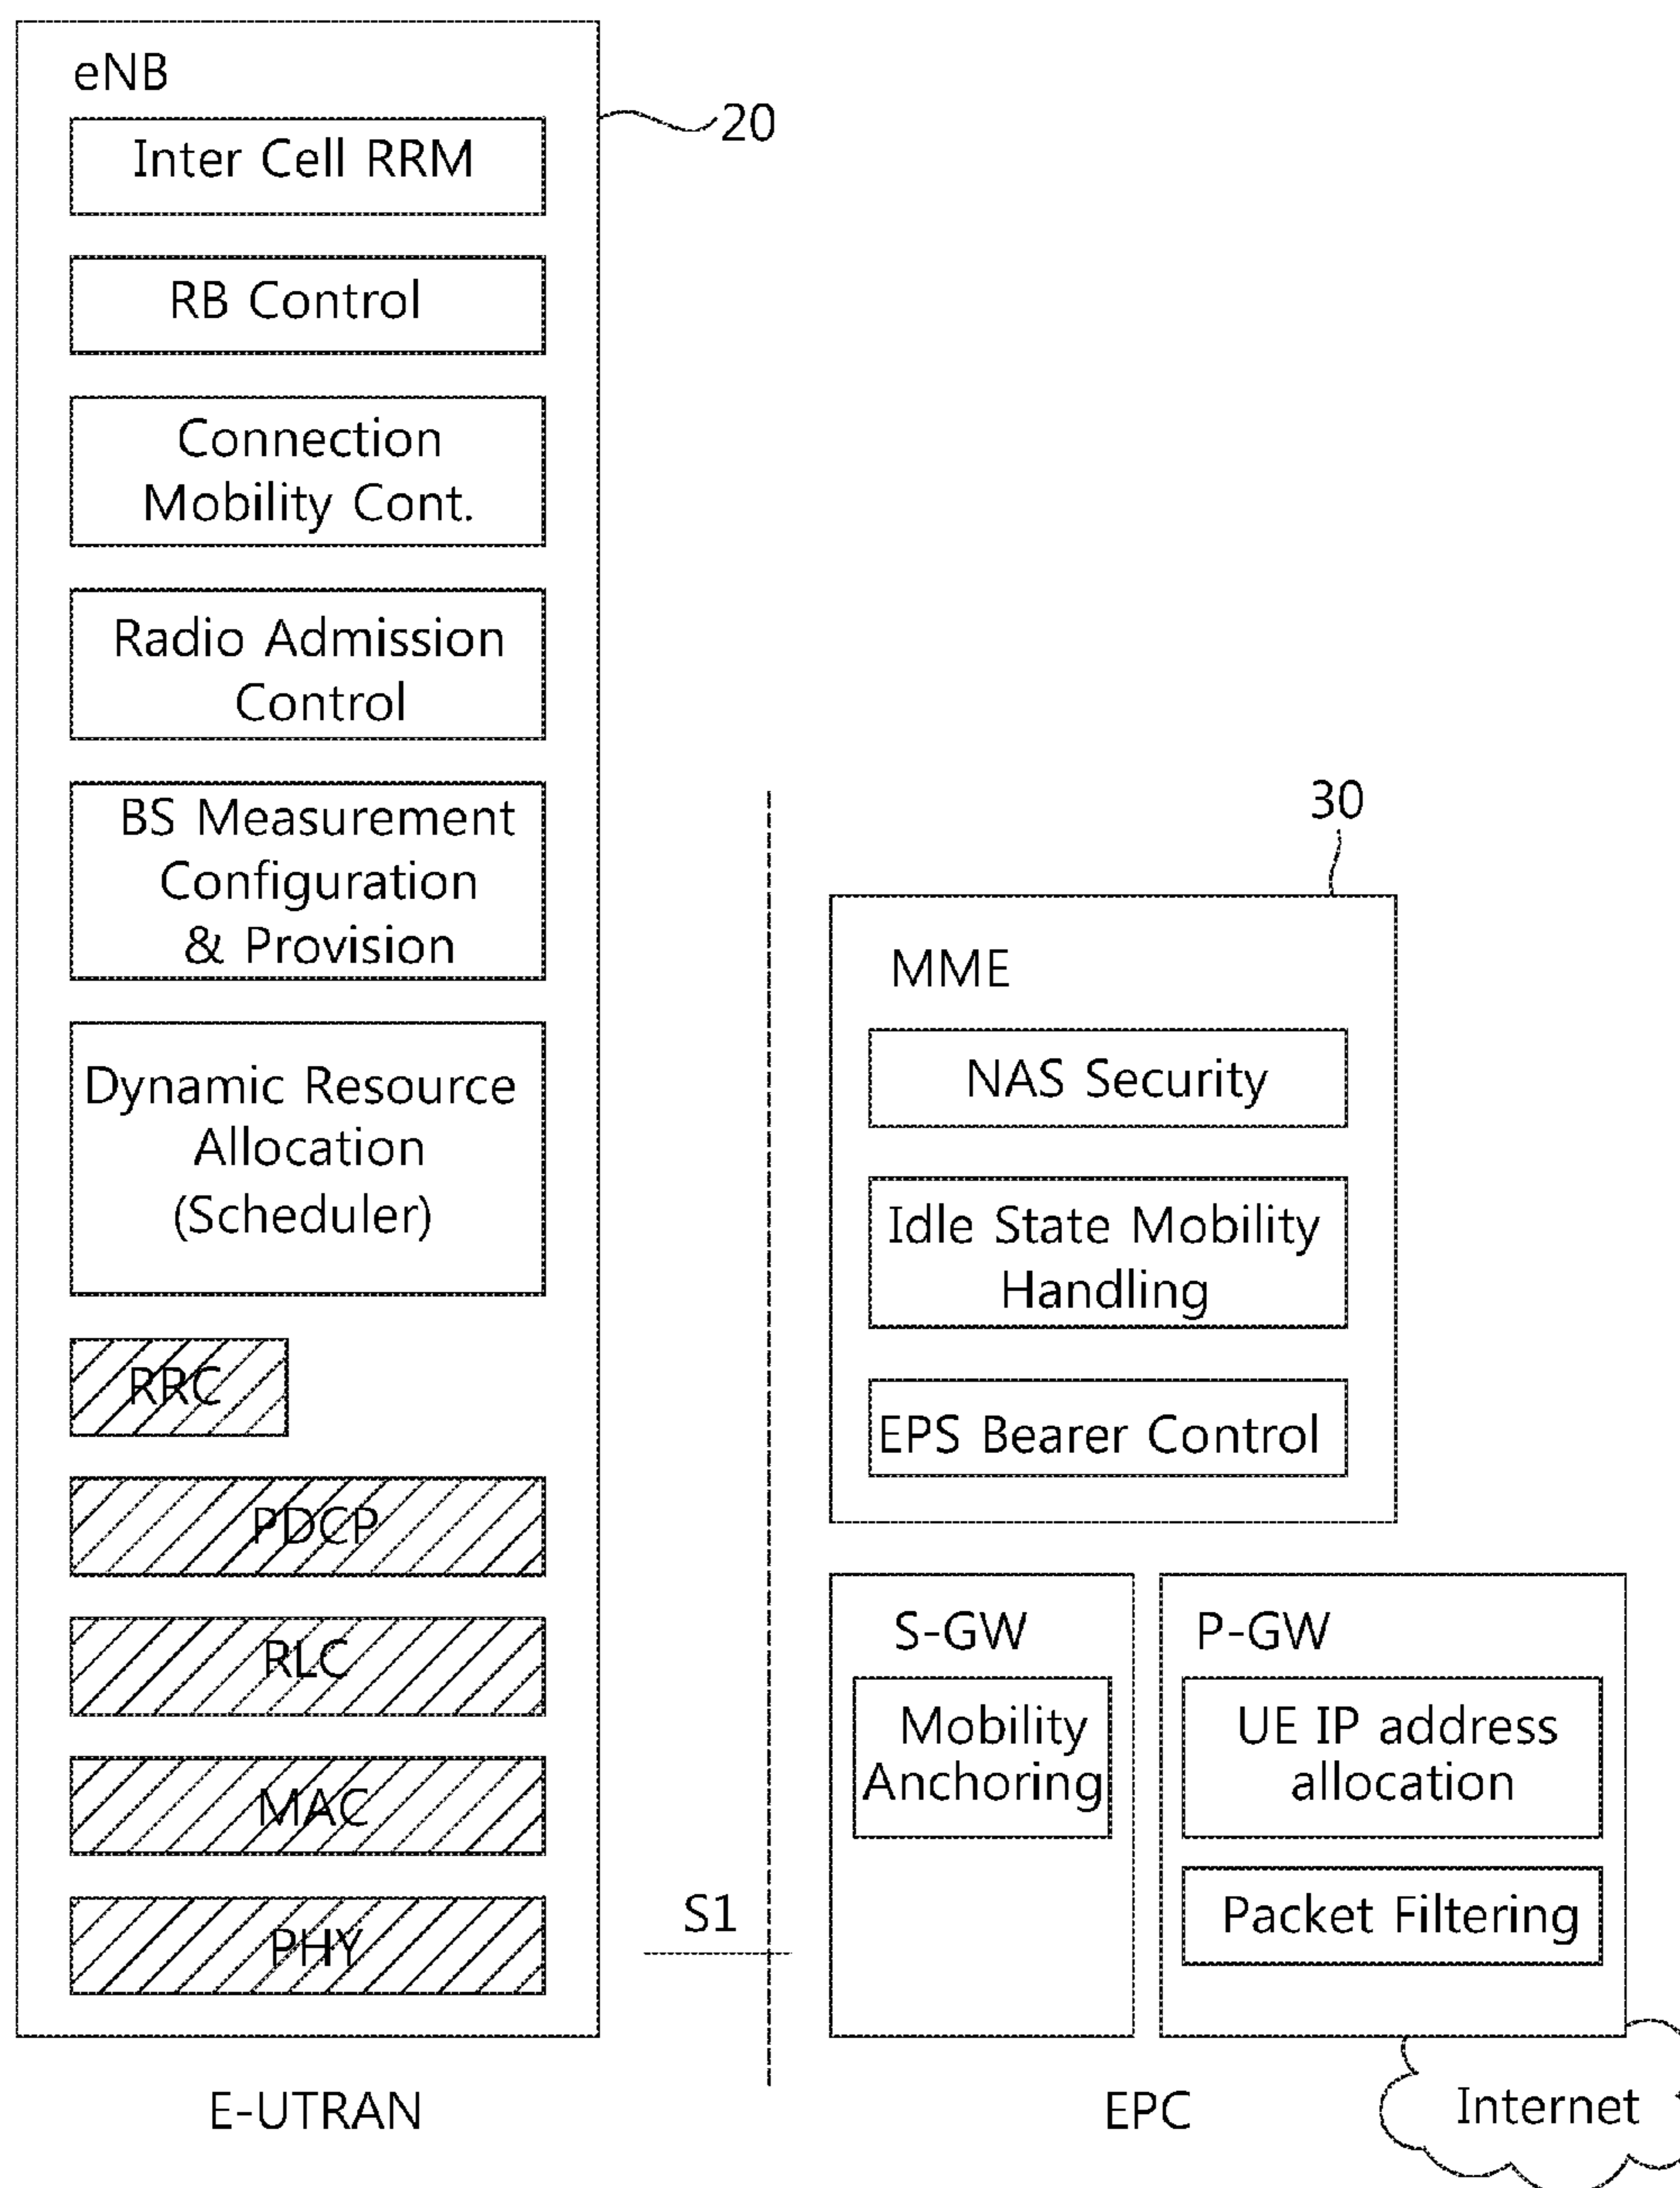 eNB
20
Inter Cell RRM
RB Control
Connection
Mobility Cont.
Radio Admission
Control
BS Measurement
Configuration
& Provision
Dynamic Resource
Allocation
(Scheduler)
RRC
PDCP
RLC
MAC
PHY
E-UTRAN
S1
30
MME
NAS Security
Idle State Mobility
Handling
EPS Bearer Control
S-GW
Mobility
Anchoring
P-GW
UE IP address
allocation
Packet Filtering
EPC
Internet